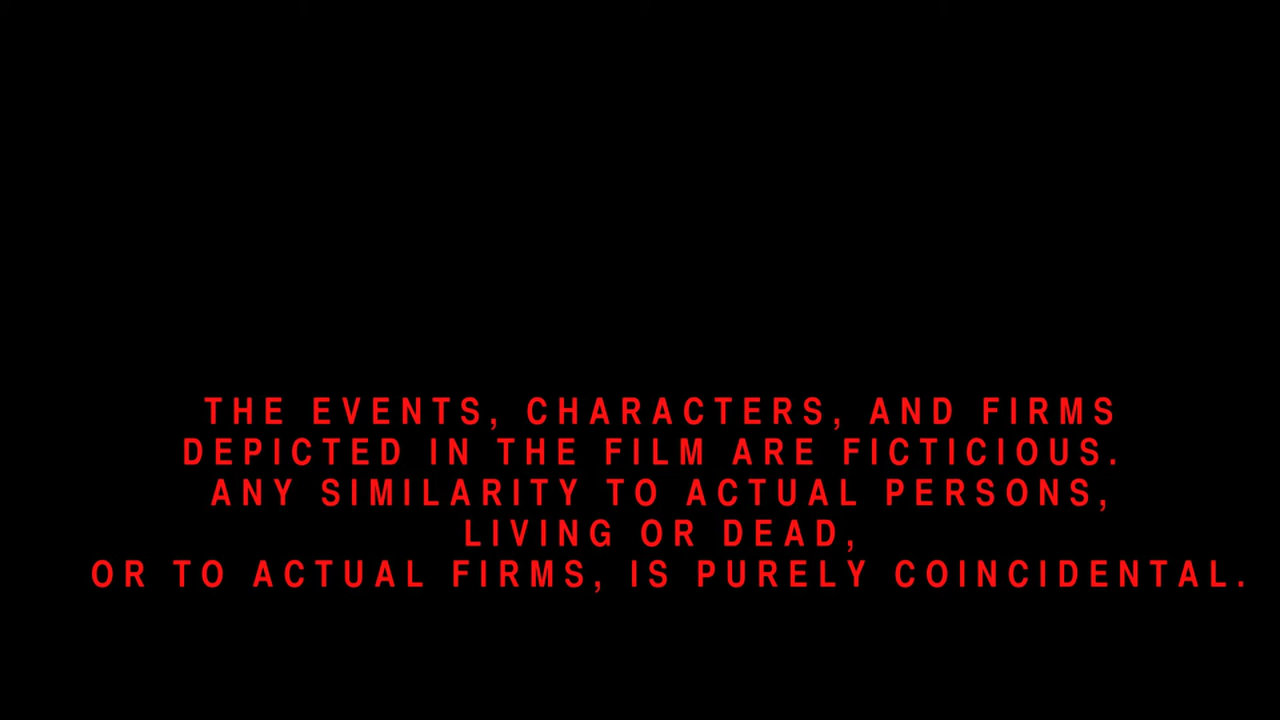 THE EVENTS, CHARACTERS, AND FIRMS
DEPICTED IN THE FILM ARE FICTICIOUS.
ANY SIMILARITY TO ACTUAL PERSONS,
LIVING OR DEAD,
OR TO ACTUAL FIRMS, IS PURELY COINCIDENTAL.